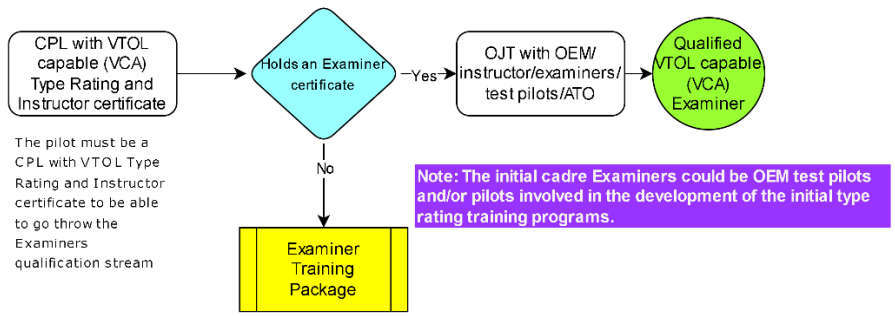 CPL with VTOL
capable (VCA)
Type Rating and
Instructor certificate
Holds an Examiner
certificate
Yes
OJT with OEM/
instructor/examiners/
test pilots/ATO
Qualified
VTOL capable
(VCA)
Examiner
The pilot must be a
CPL with VTOL Type
Rating and Instructor
certificate to be able
to go throw the
Examiners
qualification stream
No
Note: The initial cadre Examiners could be OEM test pilots
and/or pilots involved in the development of the initial type
rating training programs.
Examiner
Training
Package